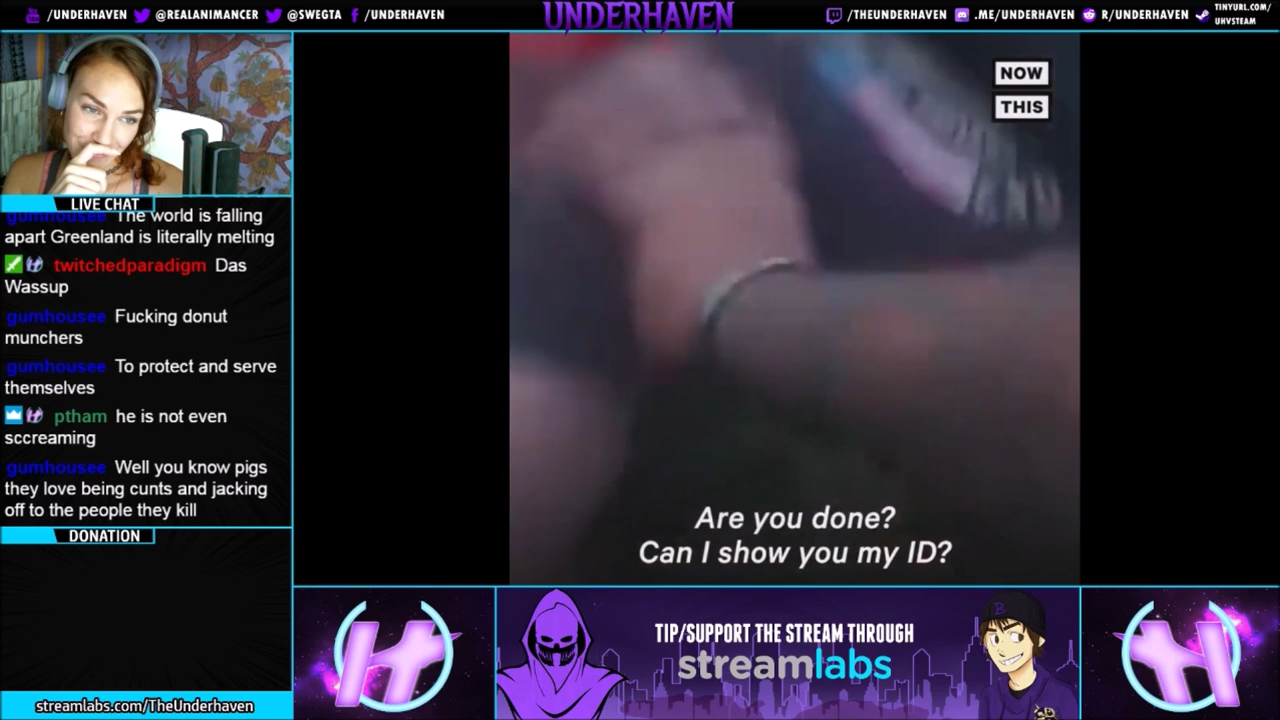 /UNDERHAVEN
@REALANIMANCER
@SWEGTA
/UNDERHAVEN
UNDERHAVEN
/THEUNDERHAVEN
.ME/UNDERHAVEN
R/UNDERHAVEN
TINYURL.COM/
UHVSTEAM
NOW
THIS
LIVE CHAT
gumhousee The world is falling
apart Greenland is literally melting
twitchedparadigm Das
Wassup
gumhousee Fucking donut
munchers
gumhousee To protect and serve
themselves
ptham he is not even
sccreaming
gumhousee Well you know pigs
they love being cunts and jacking
off to the people they kill
Are you done?
Can I show you my ID?
DONATION
streamlabs.com/TheUnderhaven
TIP/SUPPORT THE STREAM THROUGH
streamlabs
B